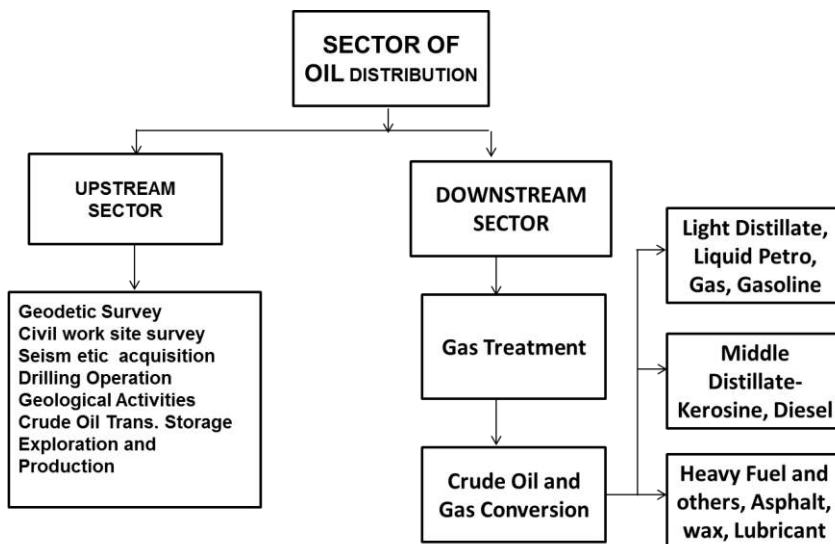 SECTOR OF
OIL DISTRIBUTION
UPSTREAM
SECTOR
Geodetic Survey
Civil work site survey
Seism etic acquisition
Drilling Operation
Geological Activities
Crude Oil Trans. Storage
Exploration and
Production
DOWNSTREAM
SECTOR
Gas Treatment
Crude Oil and
Gas Conversion
Light Distillate,
Liquid Petro,
Gas, Gasoline
Middle
Distillate-
Kerosine, Diesel
Heavy Fuel and
others, Asphalt,
wax, Lubricant